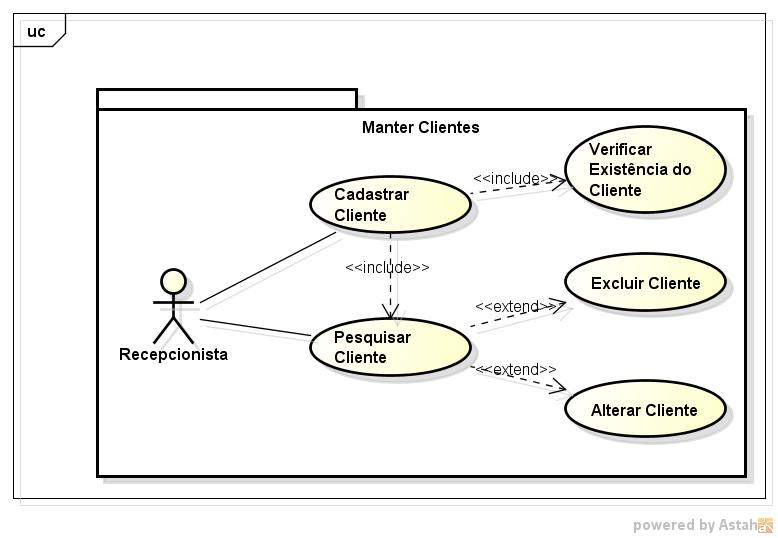 uc
Manter Clientes
Verificar
Existência do
Cliente
<<include>>
Cadastrar
Cliente
<<include>>
Excluir Cliente
<<extend>>
Pesquisar
Cliente
Recepcionista
<<extend>>
Alterar Cliente
powered by Astah